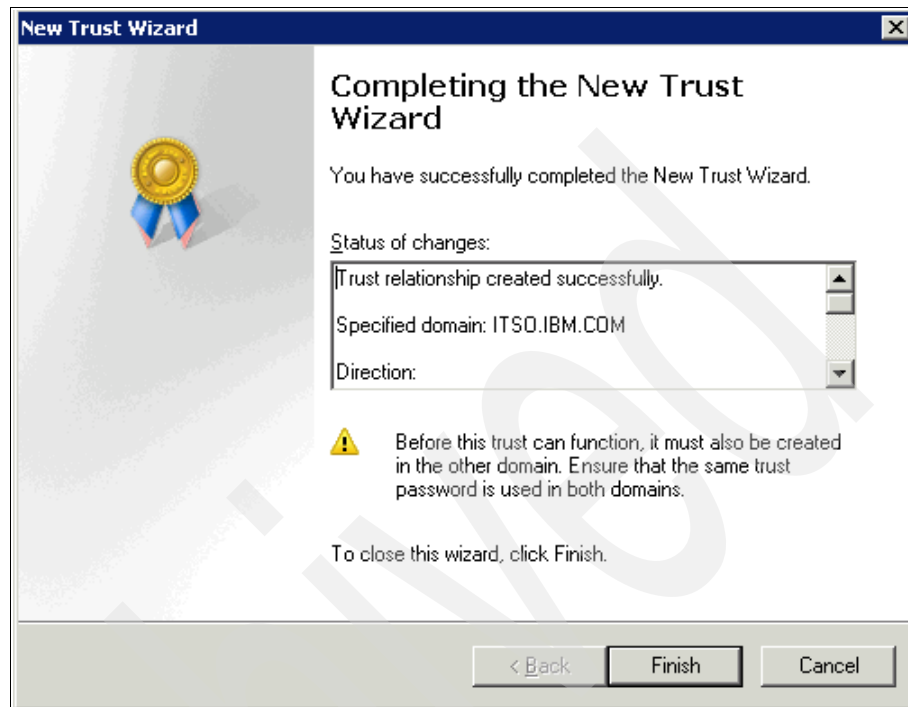 New Trust Wizard
Completing the New Trust
Wizard
You have successfully completed the New Trust Wizard.
Status of changes:
Trust relationship created successfully.
Specified domain: ITSO.IBM.COM
Direction:
Before this trust can function, it must also be created
in the other domain. Ensure that the same trust
password is used in both domains.
To close this wizard, click Finish.
< Back Finish Cancel